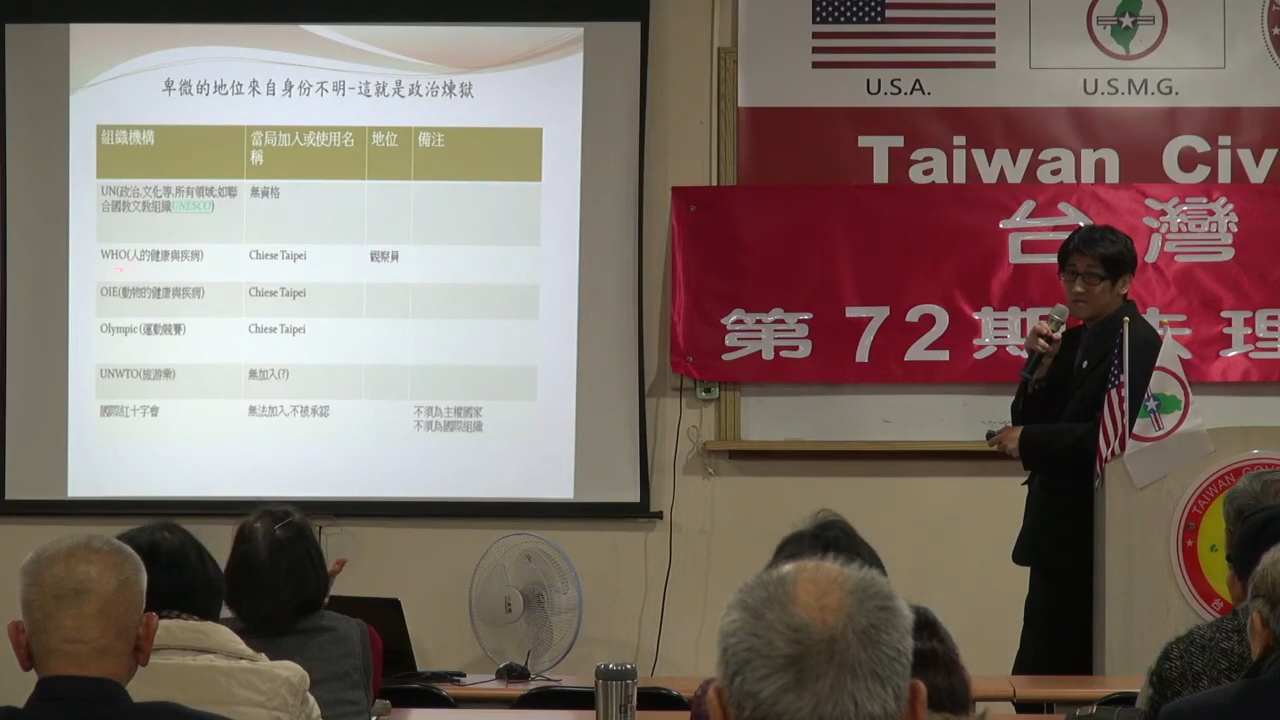 卑微的地位來自身份不明-這就是政治煉獄
組織機構 當局加入或使用名稱 地位 備注
UN(政治,文化等,所有領域;如聯合國教文教組織UNESCO) 無資格
WHO(人的健康與疾病) Chiese Taipei 觀察員
OIE(動物的健康與疾病) Chiese Taipei
Olympic (運動競賽) Chiese Taipei
UNWTO(旅游樂) 無加入(?)
國際紅十字會 無法加入,不被承認 不須為主權國家
不須為國際組織
U.S.A.
U.S.M.G.
Taiwan Civ
台灣
第72期
理
TAIWAN